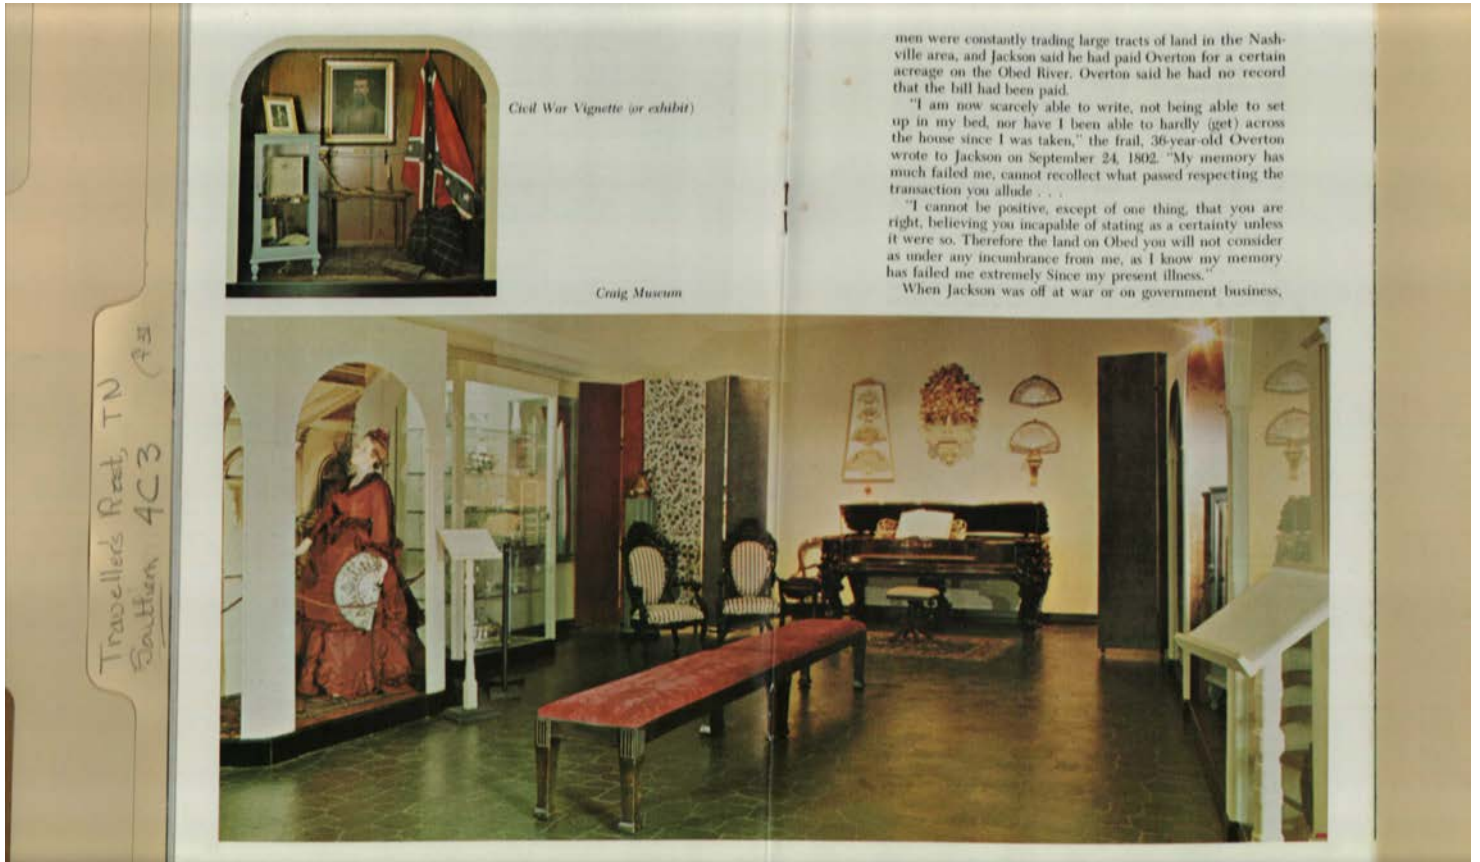 Civil War Vignette (or exhibit)
Craig Museum
men were constantly trading large tracts of land in the Nash-
ville area, and Jackson said he had paid Overton for a certain
acreage on the Obed River. Overton said he had no record
that the bill had been paid.
"I am now scarcely able to write, not being able to set
up in my bed, nor have I been able to hardly (get) across
the house since I was taken," the frail, 36-year-old Overton
wrote to Jackson on September 24, 1802. "My memory has
much failed me, cannot recollect what passed respecting the
transaction you allude . . .
"I cannot be positive, except of one thing, that you are
right, believing you incapable of stating as a certainty unless
it were so. Therefore the land on Obed you will not consider
as under any incumbrance from me, as I know my memory
has failed me extremely Since my present illness."
When Jackson was off at war or on government business,
Traveller's Rest, TN
Southern 4C3